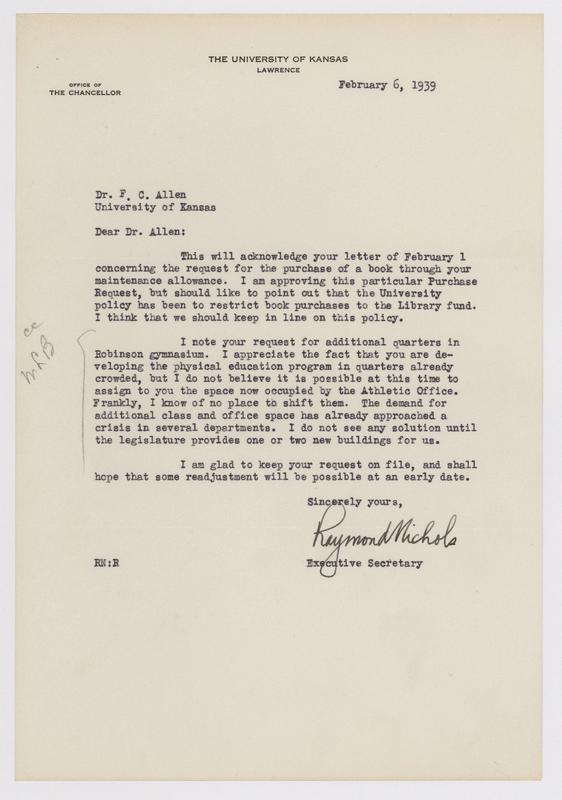 THE UNIVERSITY OF KANSAS
LAWRENCE
OFFICE OF
THE CHANCELLOR
February 6, 1939
Dr. F. C. Allen
University of Kansas
Dear Dr. Allen:
This will acknowledge your letter of February 1
concerning the request for the purchase of a book through your
maintenance allowance. I am approving this particular Purchase
Request, but should like to point out that the University
policy has been to restrict book purchases to the Library fund.
I think that we should keep in line on this policy.
I note your request for additional quarters in
Robinson gymnasium. I appreciate the fact that you are de-
veloping the physical education program in quarters already
crowded, but I do not believe it is possible at this time to
assign to you the space now occupied by the Athletic Office.
Frankly, I know of no place to shift them. The demand for
additional class and office space has already approached a
crisis in several departments. I do not see any solution until
the legislature provides one or two new buildings for us.
I am glad to keep your request on file, and shall
hope that some readjustment will be possible at an early date.
Sincerely yours,
Raymond Nichols
RN:R Executive Secretary
cc